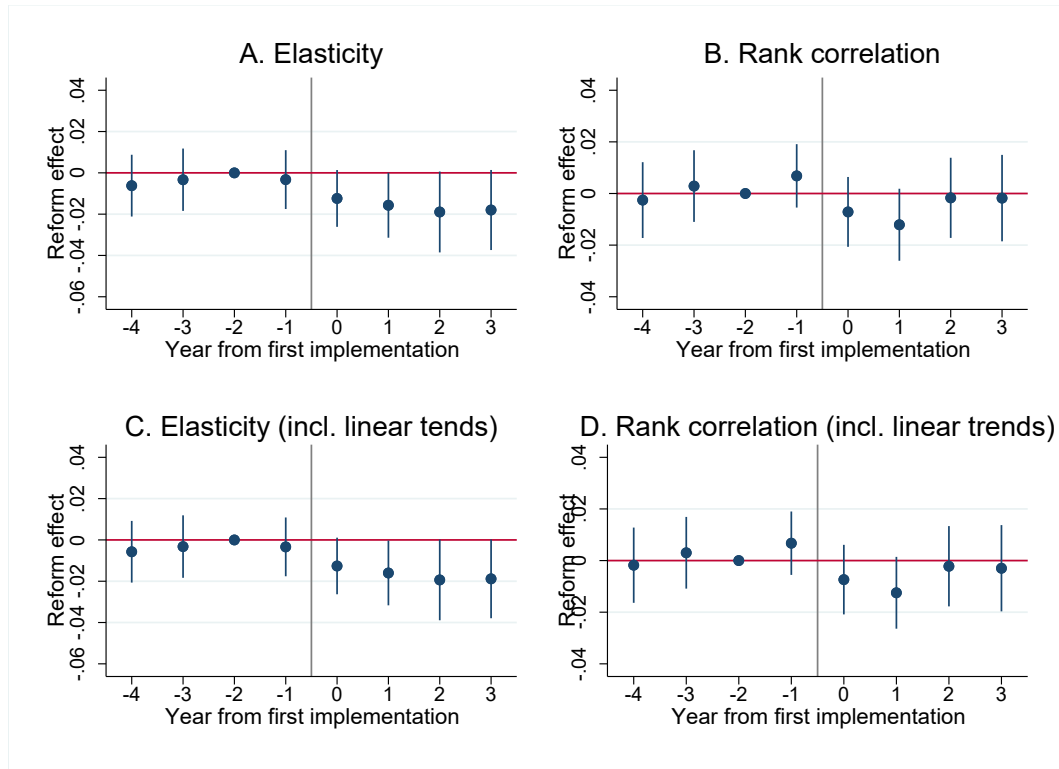 A. Elasticity
Reform effect
.04
.02
0
-.02
-.04
-.06
-4 -3 -2 -1 0 1 2 3
Year from first implementation
B. Rank correlation
Reform effect
.04
.02
0
-.02
-.04
-4 -3 -2 -1 0 1 2 3
Year from first implementation
C. Elasticity (incl. linear tends)
Reform effect
.04
.02
0
-.02
-.04
-.06
-4 -3 -2 -1 0 1 2 3
Year from first implementation
D. Rank correlation (incl. linear trends)
Reform effect
.04
.02
0
-.02
-.04
-4 -3 -2 -1 0 1 2 3
Year from first implementation